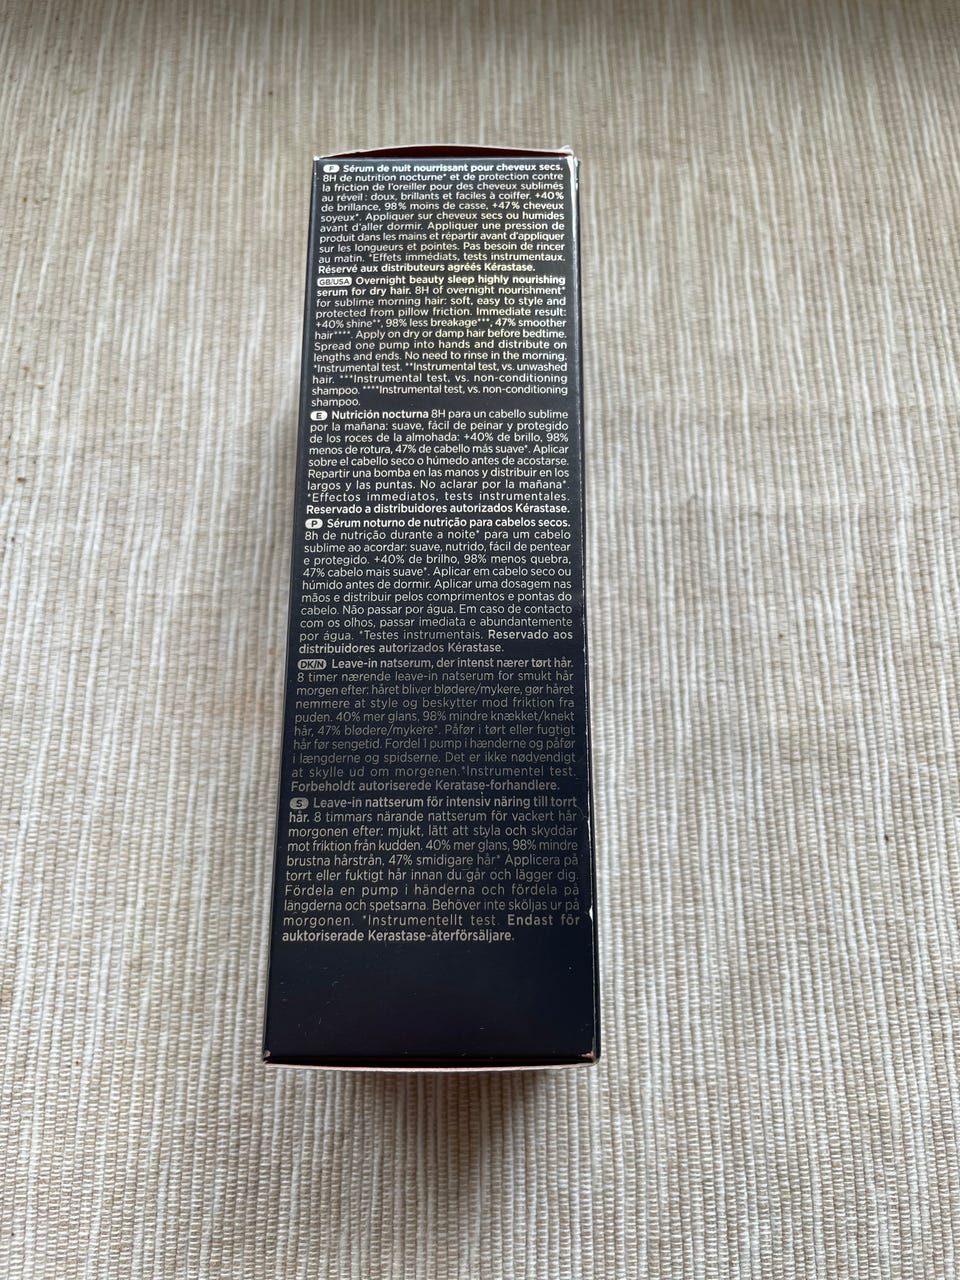 F Sérum de nuit nourrissant pour cheveux secs.
8H de nutrition nocturne* et de protection contre
la friction de l'oreiller pour des cheveux sublimés
au réveil : doux, brillants et faciles à coiffer. +40%
de brillance, 98% moins de casse, +47% cheveux
soyeux*. Appliquer sur cheveux secs ou humides
avant d'aller dormir. Appliquer une pression de
produit dans les mains et répartir avant d'appliquer
sur les longueurs et pointes. Pas besoin de rincer
au matin. *Effets immédiats, tests instrumentaux.
Réservé aux distributeurs agréés Kérastase.
GB/USA Overnight beauty sleep highly nourishing
serum for dry hair. 8H of overnight nourishment*
for sublime morning hair: soft, easy to style and
protected from pillow friction. Immediate result:
+40% shine**, 98% less breakage***, 47% smoother
hair****. Apply on dry or damp hair before bedtime.
Spread one pump into hands and distribute on
lengths and ends. No need to rinse in the morning.
*Instrumental test. **Instrumental test, vs. unwashed
hair. ***Instrumental test, vs. non-conditioning
shampoo. ****Instrumental test, vs. non-conditioning
shampoo.
E Nutrición nocturna 8H para un cabello sublime
por la mañana: suave, fácil de peinar y protegido
de los roces de la almohada: +40% de brillo, 98%
menos de rotura, 47% de cabello más suave*. Aplicar
sobre el cabello seco o húmedo antes de acostarse.
Repartir una bomba en las manos y distribuir en los
largos y las puntas. No aclarar por la mañana*.
*Effectos immediatos, tests instrumentales.
Reservado a distribuidores autorizados Kérastase.
P Sérum noturno de nutrição para cabelos secos.
8h de nutrição durante a noite* para um cabelo
sublime ao acordar: suave, nutrido, fácil de pentear
e protegido. +40% de brilho, 98% menos quebra,
47% cabelo mais suave*. Aplicar em cabelo seco ou
húmido antes de dormir. Aplicar uma dosagem nas
mãos e distribuir pelos comprimentos e pontas do
cabelo. Não passar por água. Em caso de contacto
com os olhos, passar imediata e abundantemente
por água. *Testes instrumentais. Reservado aos
distribuidores autorizados Kérastase.
DK/N Leave-in natserum, der intenst nærer tørt hår.
8 timer nærende leave-in natserum for smukt hår
morgen efter: håret bliver blødere/mykere, gør håret
nemmere at style og beskytter mod friktion fra
puden. 40% mer glans, 98% mindre knækket/knekt
hår, 47% blødere/mykere*. Påfør i tørt eller fugtigt
hår før sengetid. Fordel 1 pump i hænderne og påfør
i længderne og spidserne. Det er ikke nødvendigt
at skylle ud om morgenen.*Instrumentel test.
Forbeholdt autoriserede Keratase-forhandlere.
S Leave-in nattserum för intensiv näring till torrt
hår. 8 timmars närande nattserum för vackert hår
morgonen efter: mjukt, lätt att styla och skyddar
mot friktion från kudden. 40% mer glans, 98% mindre
brustna hårstrån, 47% smidigare hår* Applicera på
torrt eller fuktigt hår innan du går och lägger dig.
Fördela en pump i händerna och fördela på
längderna och spetsarna. Behöver inte sköljas ur på
morgonen. *Instrumentellt test. Endast för
auktoriserade Kerastase-återförsäljare.